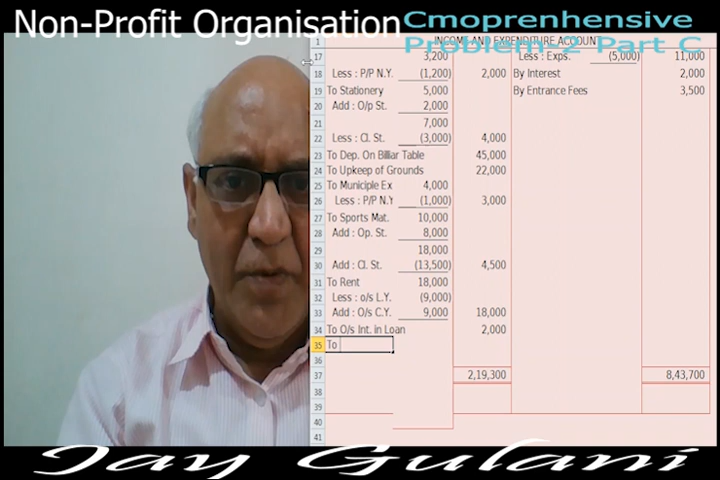 Non-Profit Organisation
Cmoprenhensive
Problem-2 Part C
1 INCOME AND EXPENDITURE ACCOUNT
17 3,200 Less : Exps. (5,000) 11,000
18 Less : P/P N.Y. (1,200) 2,000 By Interest 2,000
19 To Stationery 5,000 By Entrance Fees 3,500
20 Add : O/p St. 2,000
21 7,000
22 Less : Cl. St. (3,000) 4,000
23 To Dep. On Billiar Table 45,000
24 To Upkeep of Grounds 22,000
25 To Municiple Ex 4,000
26 Less : P/P N.Y (1,000) 3,000
27 To Sports Mat. 10,000
28 Add : Op. St. 8,000
29 18,000
30 Add : Cl. St. (13,500) 4,500
31 To Rent 18,000
32 Less : o/s L.Y. (9,000)
33 Add : O/s C.Y. 9,000 18,000
34 To O/s Int. in Loan 2,000
35 To
36
37 2,19,300 8,43,700
38
39
40
41
Jay Gulani